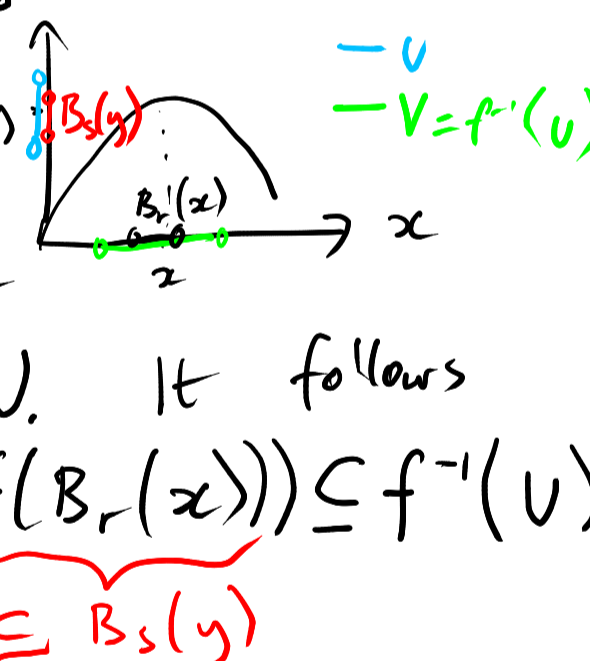 — U
B_s(y)
— V = f⁻¹(U)
B_r(x)
x
x
U. It follows
(B_r(x))) ⊆ f⁻¹(U)
⊆ B_s(y)